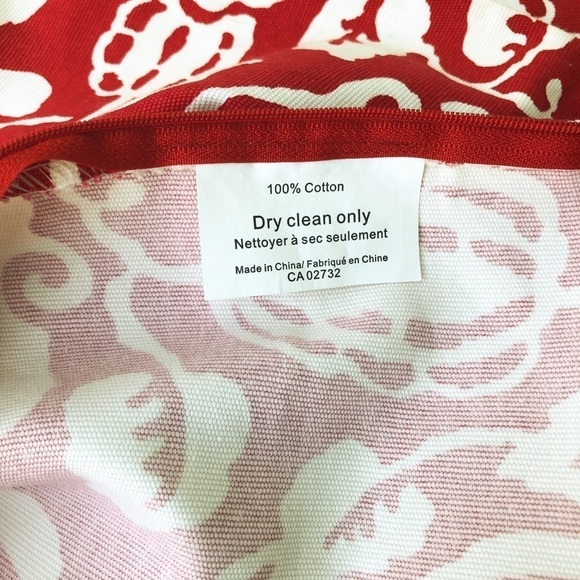 100% Cotton
Dry clean only
Nettoyer à sec seulement
Made in China/ Fabriqué en Chine
CA 02732